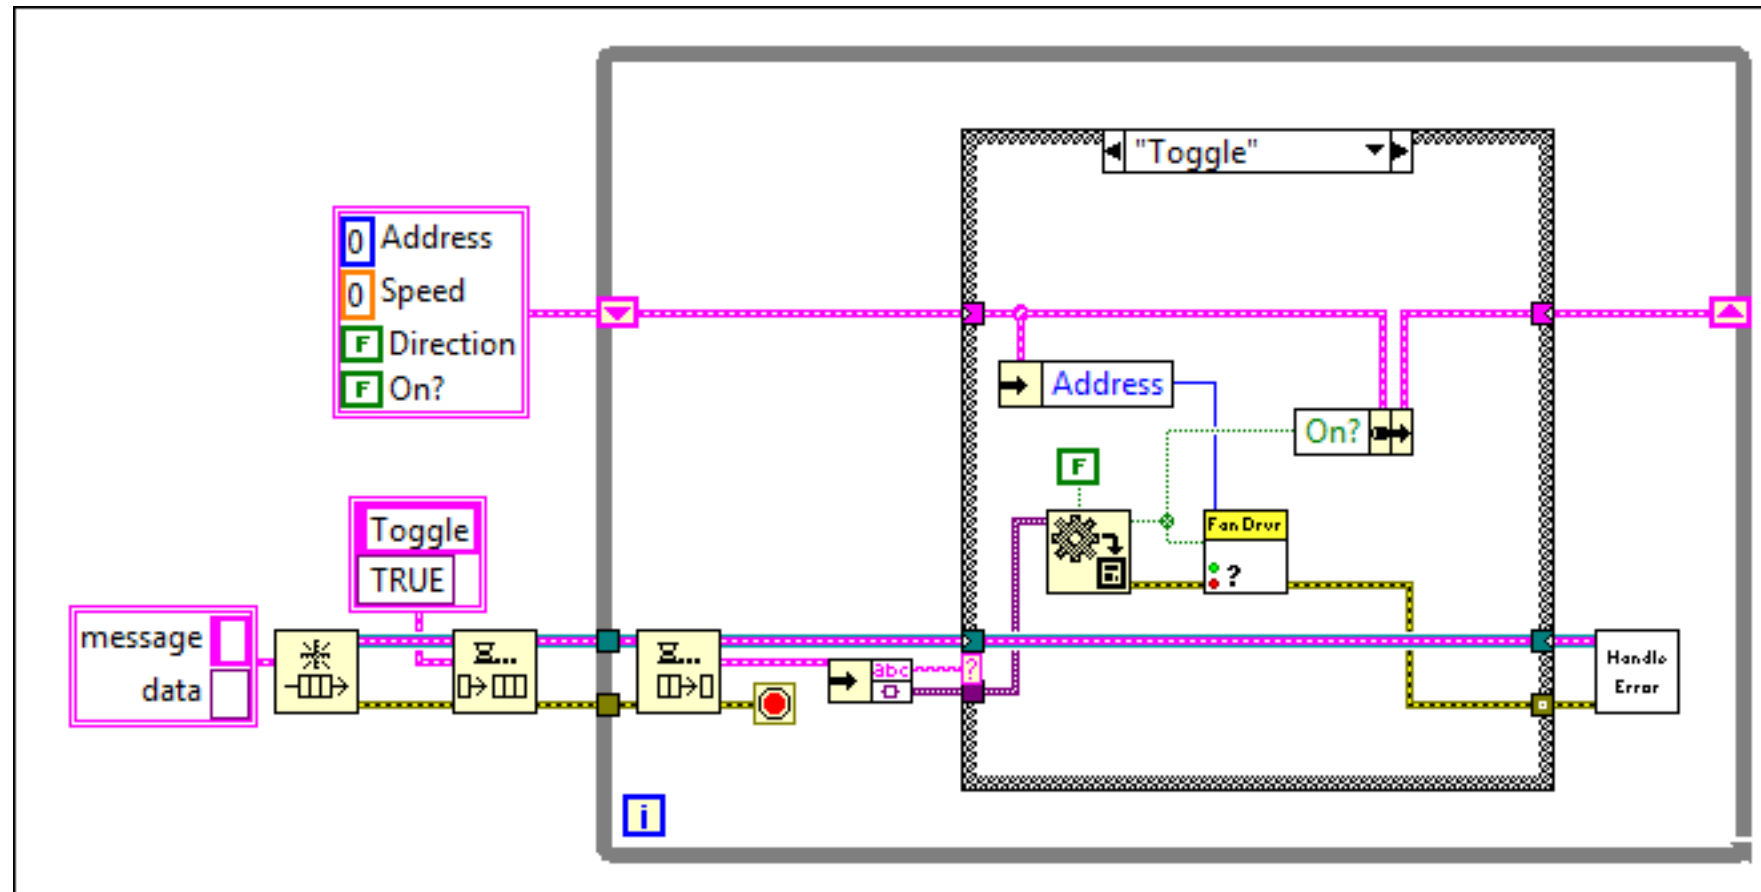 "Toggle"
0 Address
0 Speed
F Direction
F On?
Address
On?
F
Toggle
TRUE
Fan Drvr
?
message
data
abc
?
Handle
Error
i